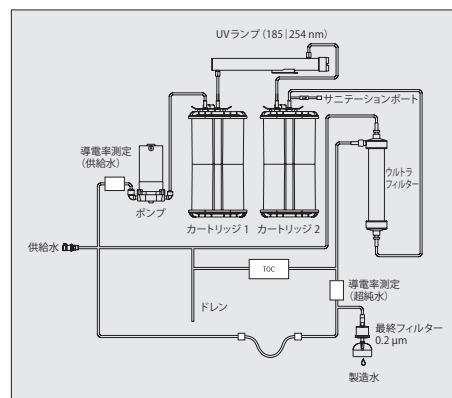 UVランプ (185|254 nm)
サニテーションポート
導電率測定
(供給水)
ウルトラ
フィルター
ポンプ
カートリッジ 1
カートリッジ 2
供給水
TOC
導電率測定
(超純水)
ドレン
最終フィルター
0.2 µm
製造水